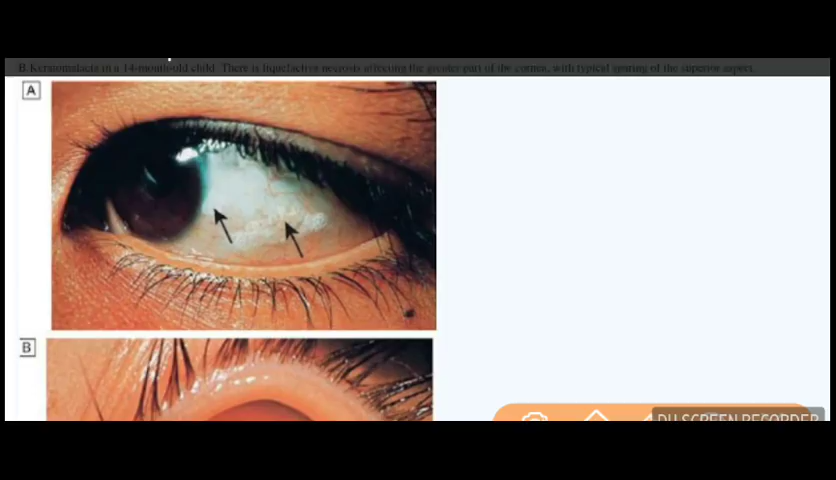 B.Keratomalacia in a 14-month-old child. There is liquefactive necrosis affecting the greater part of the cornea, with typical sparing of the superior aspect.
A
B
DU SCREEN RECORDER